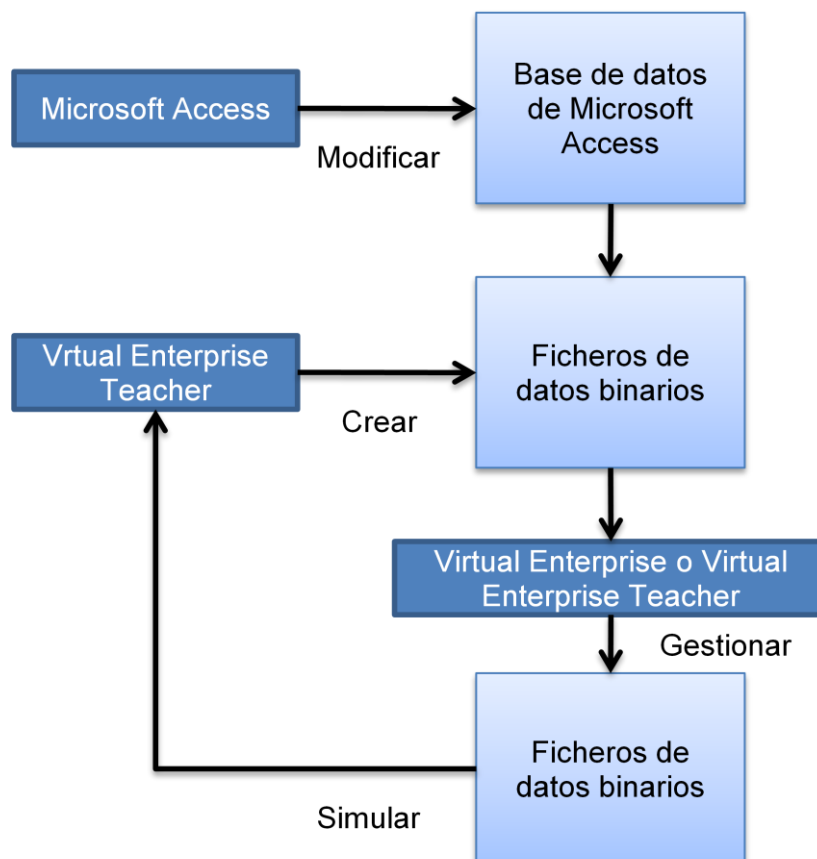 Microsoft Access
Modificar
Base de datos
de Microsoft
Access
Vrtual Enterprise
Teacher
Crear
Ficheros de
datos binarios
Virtual Enterprise o Virtual
Enterprise Teacher
Gestionar
Ficheros de
datos binarios
Simular